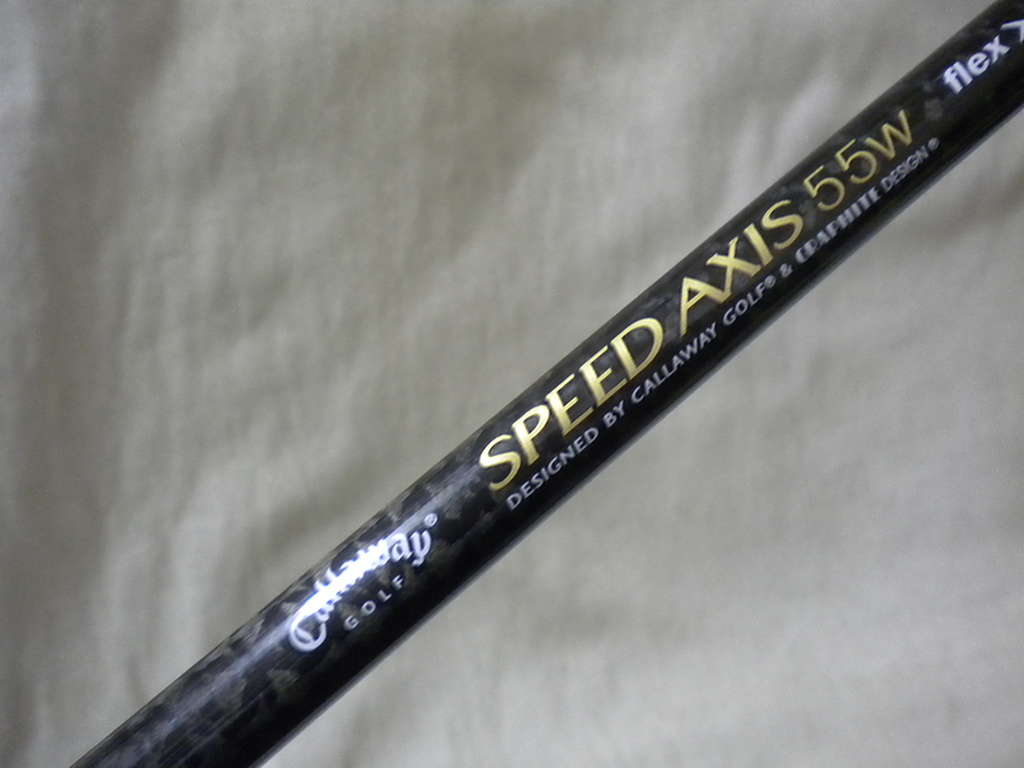 Callaway®
GOLF
SPEED AXIS 55W
DESIGNED BY CALLAWAY GOLF® & GRAPHITE DESIGN®
flex X